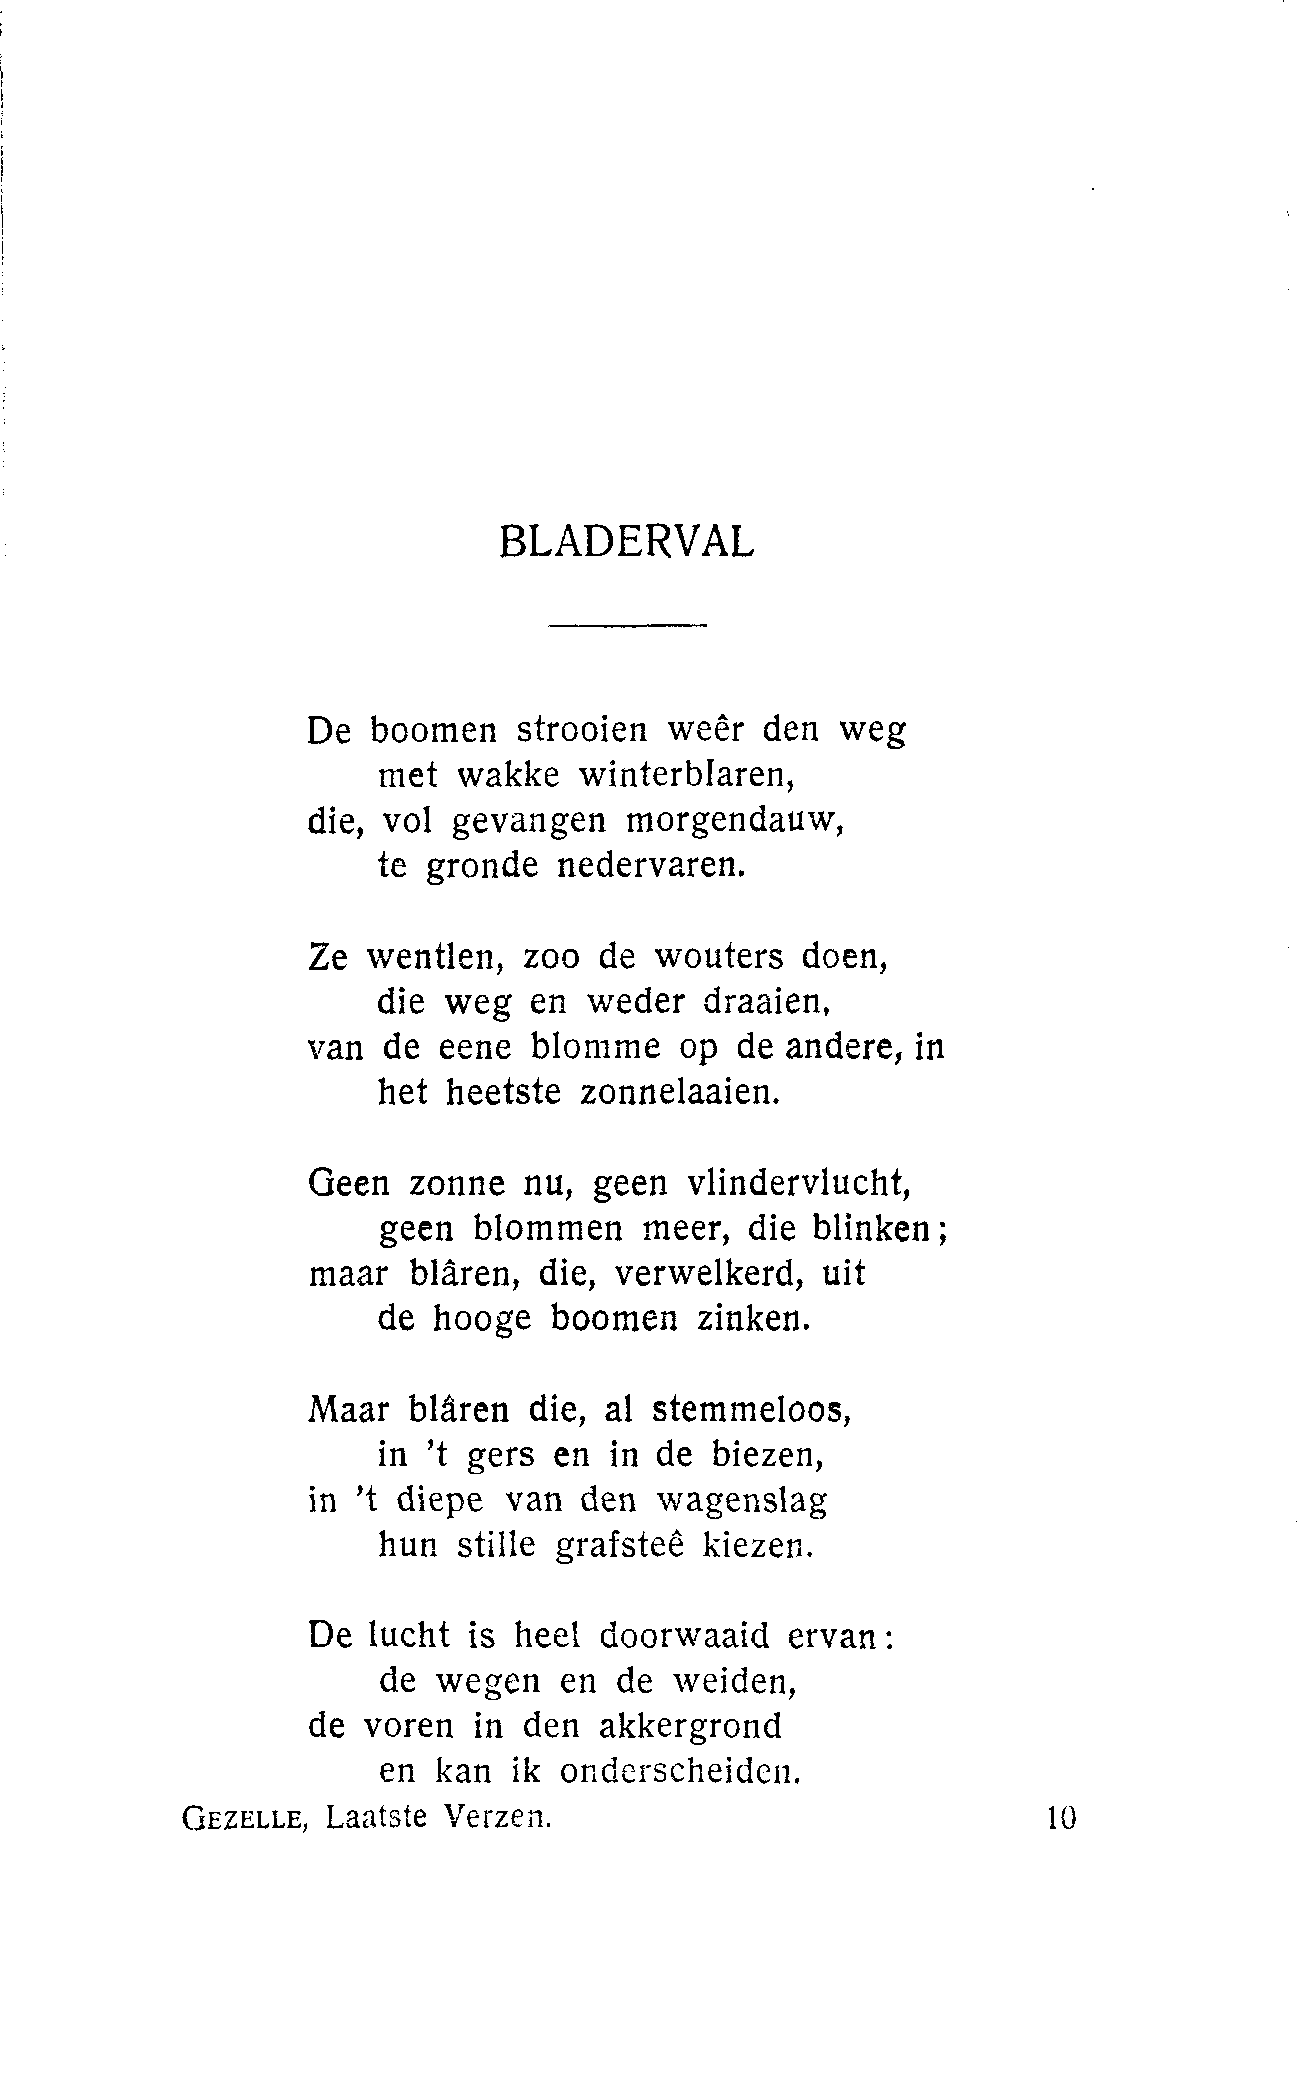 BLADERVAL
De boomen strooien weêr den weg
met wakke winterblaren,
die, vol gevangen morgendauw,
te gronde nedervaren.
Ze wentlen, zoo de wouters doen,
die weg en weder draaien,
van de eene blomme op de andere, in
het heetste zonnelaaien.
Geen zonne nu, geen vlindervlucht,
geen blommen meer, die blinken;
maar blâren, die, verwelkerd, uit
de hooge boomen zinken.
Maar blâren die, al stemmeloos,
in 't gers en in de biezen,
in 't diepe van den wagenslag
hun stille grafsteê kiezen.
De lucht is heel doorwaaid ervan:
de wegen en de weiden,
de voren in den akkergrond
en kan ik onderscheiden.
GEZELLE, Laatste Verzen. 10